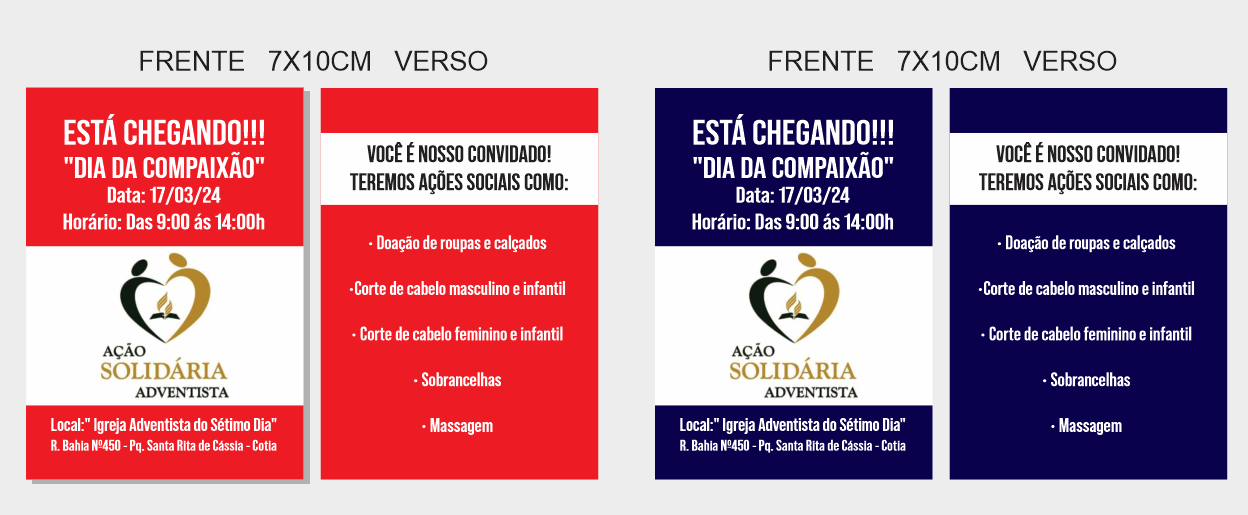 FRENTE 7X10CM VERSO
ESTÁ CHEGANDO!!!
"DIA DA COMPAIXÃO"
Data: 17/03/24
Horário: Das 9:00 ás 14:00h
AÇÃO
SOLIDÁRIA
ADVENTISTA
Local:" Igreja Adventista do Sétimo Dia"
R. Bahia Nº450 - Pq. Santa Rita de Cássia - Cotia
VOCÊ É NOSSO CONVIDADO!
TEREMOS AÇÕES SOCIAIS COMO:
• Doação de roupas e calçados
•Corte de cabelo masculino e infantil
• Corte de cabelo feminino e infantil
• Sobrancelhas
• Massagem
FRENTE 7X10CM VERSO
ESTÁ CHEGANDO!!!
"DIA DA COMPAIXÃO"
Data: 17/03/24
Horário: Das 9:00 ás 14:00h
AÇÃO
SOLIDÁRIA
ADVENTISTA
Local:" Igreja Adventista do Sétimo Dia"
R. Bahia Nº450 - Pq. Santa Rita de Cássia - Cotia
VOCÊ É NOSSO CONVIDADO!
TEREMOS AÇÕES SOCIAIS COMO:
• Doação de roupas e calçados
•Corte de cabelo masculino e infantil
• Corte de cabelo feminino e infantil
• Sobrancelhas
• Massagem